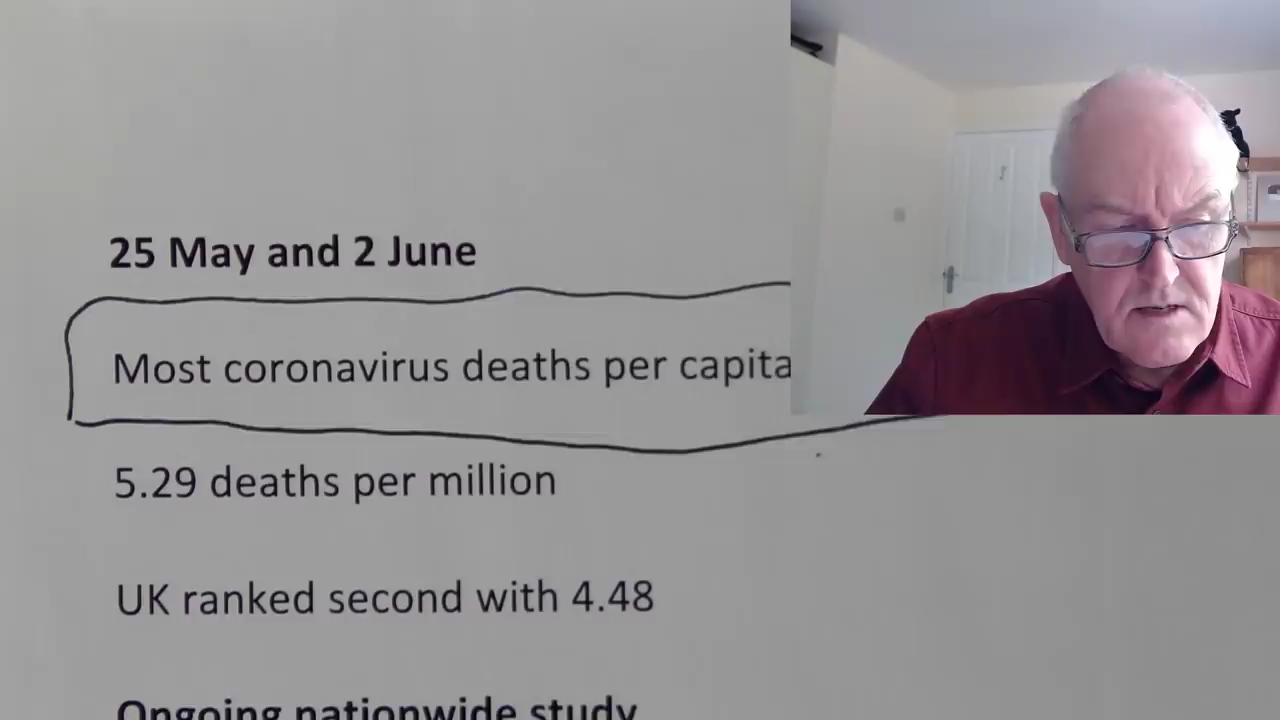 25 May and 2 June
Most coronavirus deaths per capita
5.29 deaths per million
UK ranked second with 4.48
Ongoing nationwide study